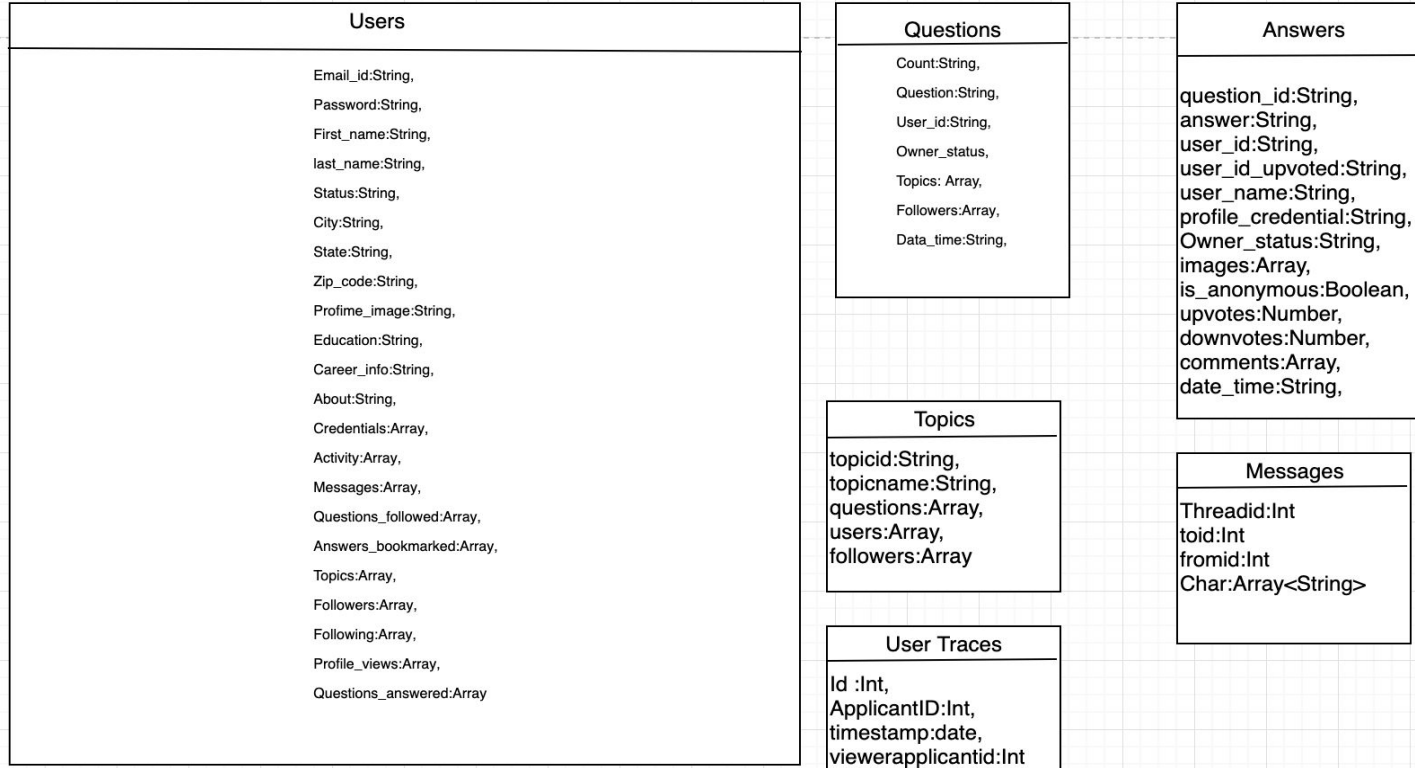 Users
Email_id:String,
Password:String,
First_name:String,
last_name:String,
Status:String,
City:String,
State:String,
Zip_code:String,
Profime_image:String,
Education:String,
Career_info:String,
About:String,
Credentials:Array,
Activity:Array,
Messages:Array,
Questions_followed:Array,
Answers_bookmarked:Array,
Topics:Array,
Followers:Array,
Following:Array,
Profile_views:Array,
Questions_answered:Array
Questions
Count:String,
Question:String,
User_id:String,
Owner_status,
Topics: Array,
Followers:Array,
Data_time:String,
Topics
topicid:String,
topicname:String,
questions:Array,
users:Array,
followers:Array
User Traces
Id :Int,
ApplicantID:Int,
timestamp:date,
viewerapplicantid:Int
Answers
question_id:String,
answer:String,
user_id:String,
user_id_upvoted:String,
user_name:String,
profile_credential:String,
Owner_status:String,
images:Array,
is_anonymous:Boolean,
upvotes:Number,
downvotes:Number,
comments:Array,
date_time:String,
Messages
Threadid:Int
toid:Int
fromid:Int
Char:Array<String>